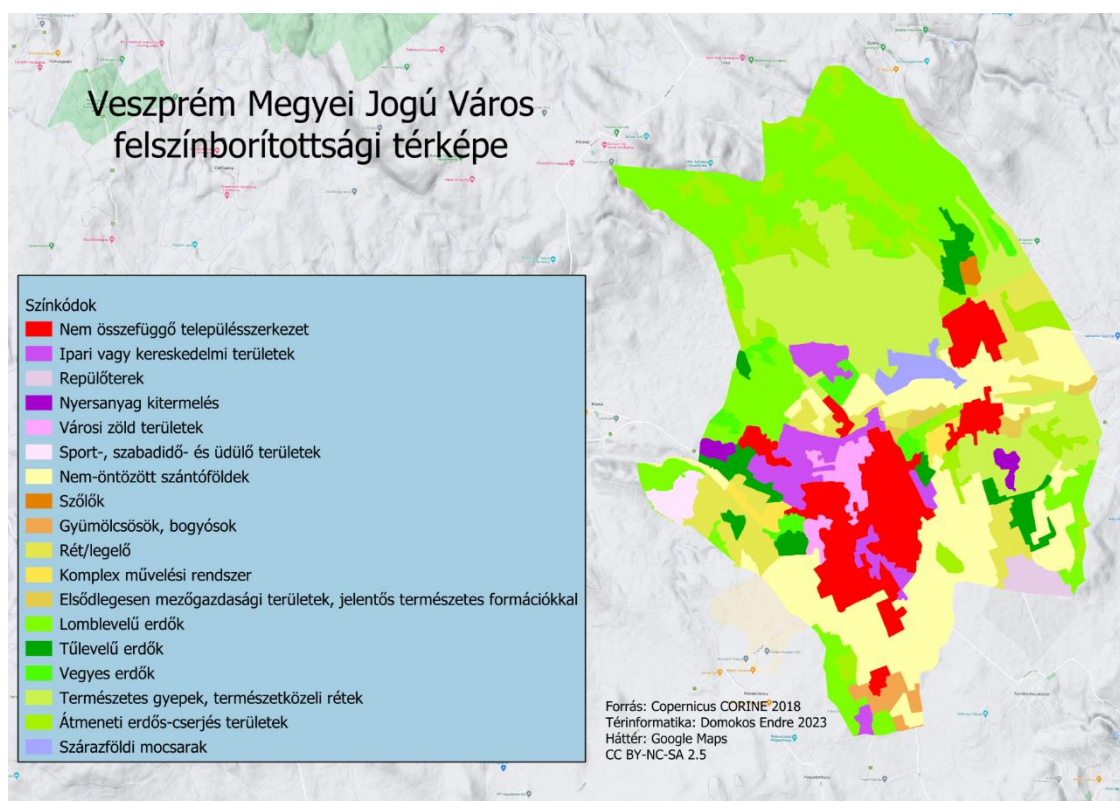 Veszprém Megyei Jogú Város
felszínborítottsági térképe
Színkódok
Nem összefüggő településszerkezet
Ipari vagy kereskedelmi területek
Repülőterek
Nyersanyag kitermelés
Városi zöld területek
Sport-, szabadidő- és üdülő területek
Nem-öntözött szántóföldek
Szőlők
Gyümölcsösök, bogyósok
Rét/legelő
Komplex művelési rendszer
Elsődlegesen mezőgazdasági területek, jelentős természetes formációkkal
Lomblevelű erdők
Tűlevelű erdők
Vegyes erdők
Természetes gyepek, természetközeli rétek
Átmeneti erdős-cserjés területek
Szárazföldi mocsarak
Forrás: Copernicus CORINE 2018
Térinformatika: Domokos Endre 2023
Háttér: Google Maps
CC BY-NC-SA 2.5